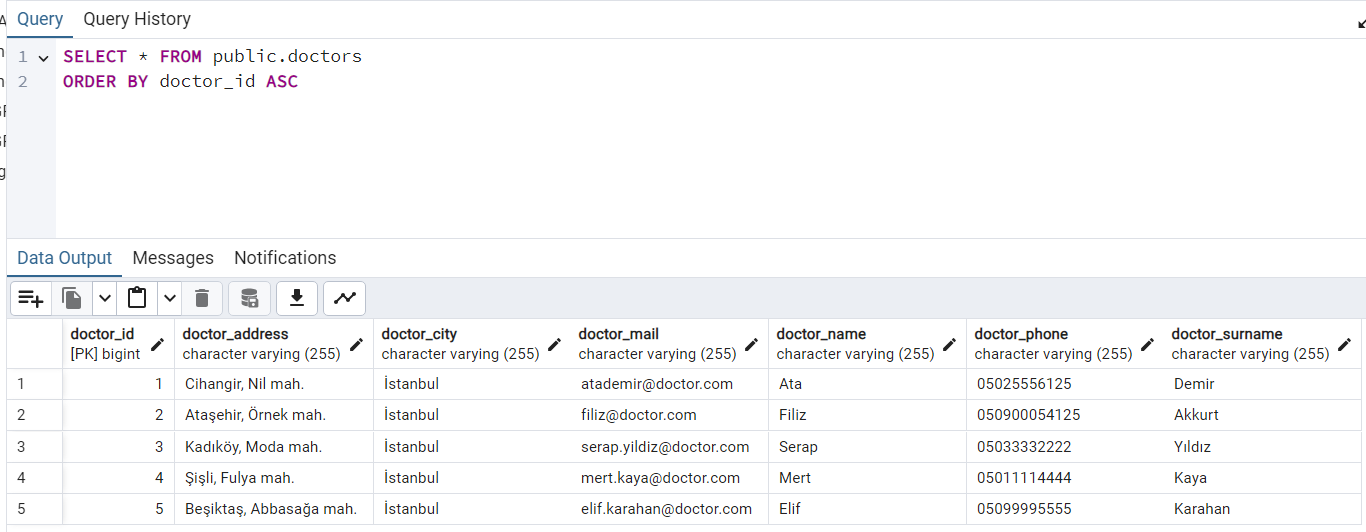 Query Query History
1 SELECT * FROM public.doctors
2 ORDER BY doctor_id ASC
Data Output Messages Notifications
doctor_id doctor_address doctor_city doctor_mail doctor_name doctor_phone doctor_surname
[PK] bigint character varying (255) character varying (255) character varying (255) character varying (255) character varying (255) character varying (255)
1 1 Cihangir, Nil mah. İstanbul atademir@doctor.com Ata 05025556125 Demir
2 2 Ataşehir, Örnek mah. İstanbul filiz@doctor.com Filiz 050900054125 Akkurt
3 3 Kadıköy, Moda mah. İstanbul serap.yildiz@doctor.com Serap 05033332222 Yıldız
4 4 Şişli, Fulya mah. İstanbul mert.kaya@doctor.com Mert 05011114444 Kaya
5 5 Beşiktaş, Abbasağa mah. İstanbul elif.karahan@doctor.com Elif 05099995555 Karahan